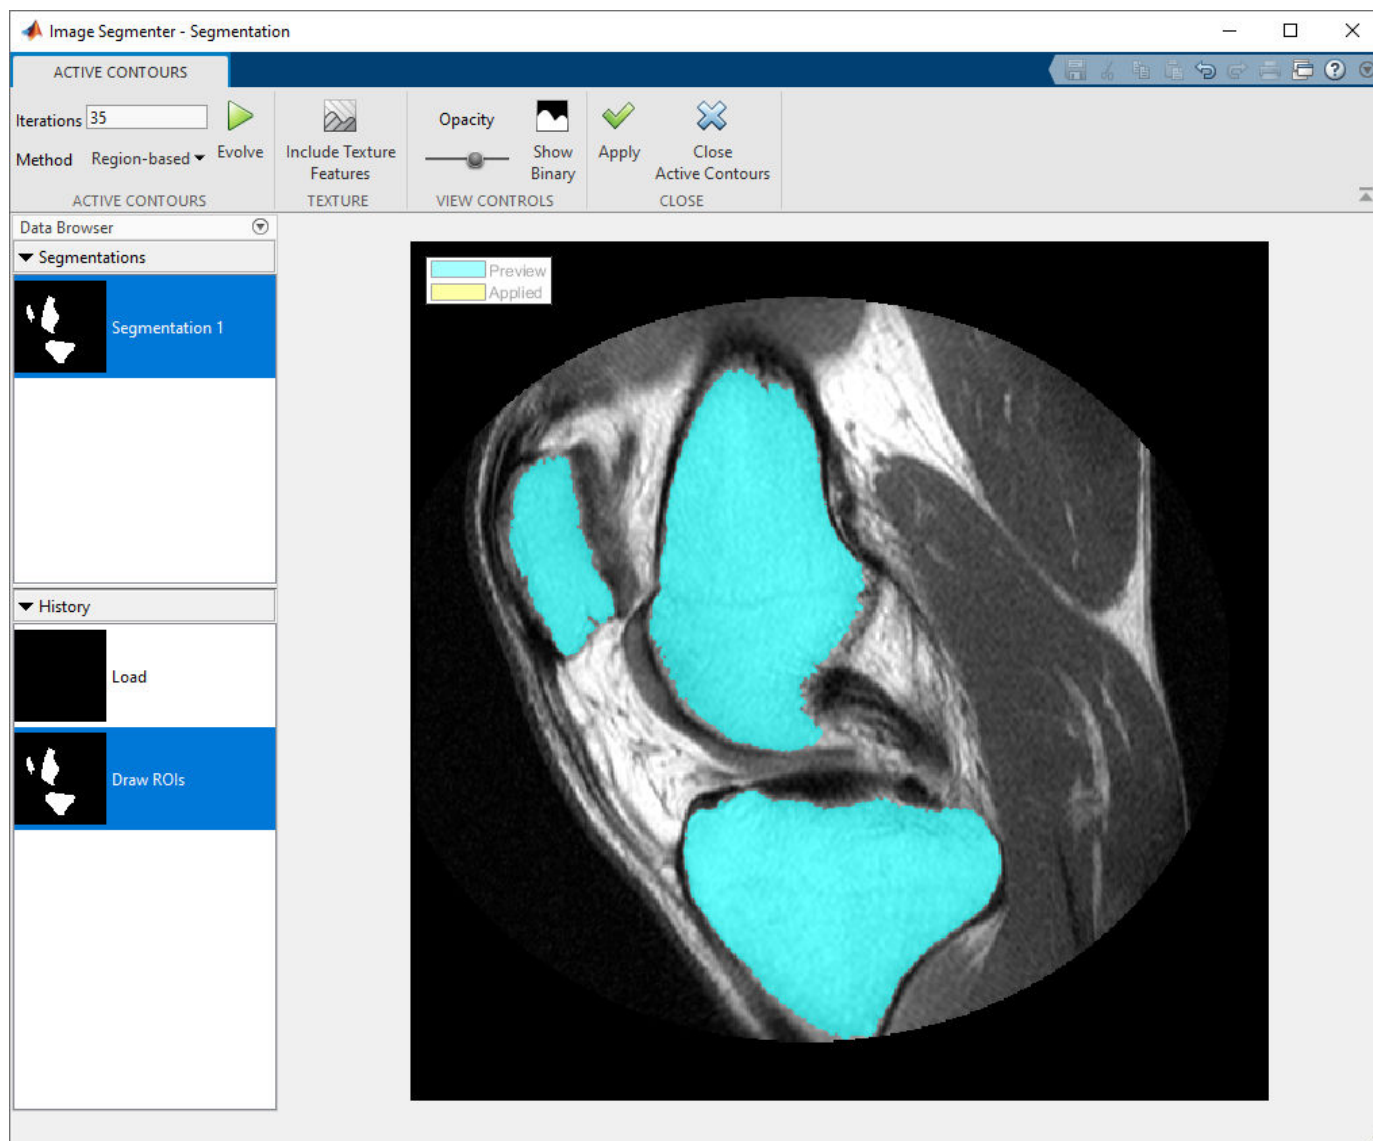 Image Segmenter - Segmentation
ACTIVE CONTOURS
Iterations 35
Method Region-based
Evolve
ACTIVE CONTOURS
Include Texture
Features
TEXTURE
Opacity
Show
Binary
VIEW CONTROLS
Apply
Close
Active Contours
CLOSE
Data Browser
Segmentations
Segmentation 1
History
Load
Draw ROIs
Preview
Applied